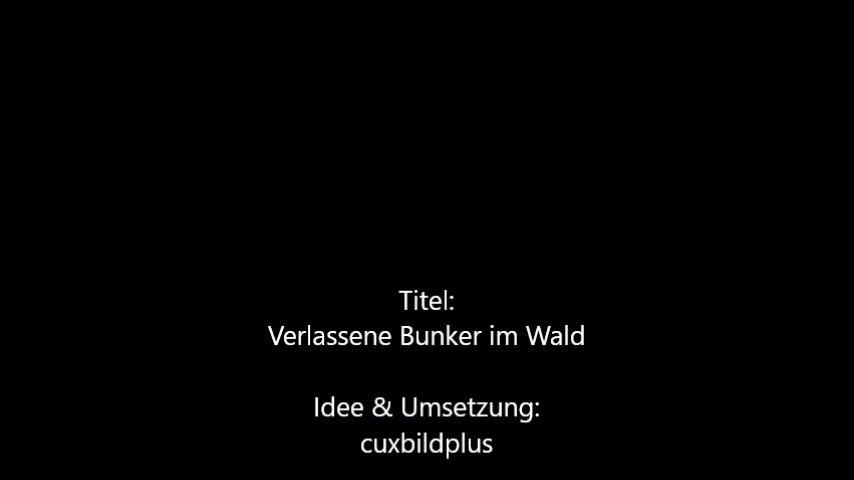 Titel:
Verlassene Bunker im Wald
Idee & Umsetzung:
cuxbildplus